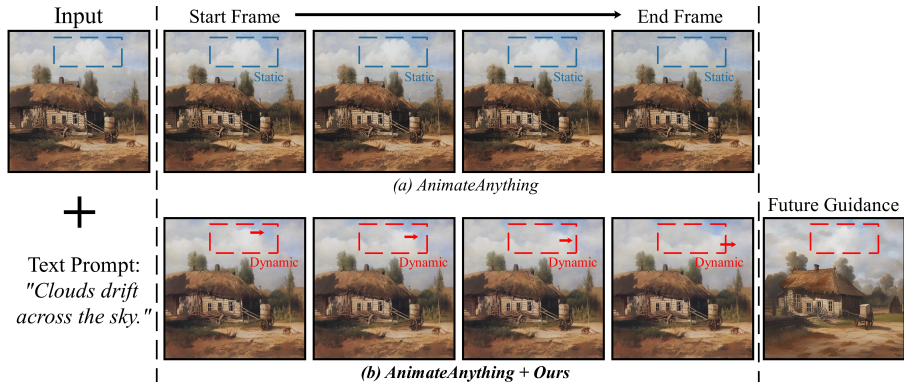 Input
Start Frame
End Frame
Static
Static
Static
Static
(a) AnimateAnything
+
Text Prompt:
"Clouds drift
across the sky."
Future Guidance
Dynamic
Dynamic
Dynamic
Dynamic
(b) AnimateAnything + Ours